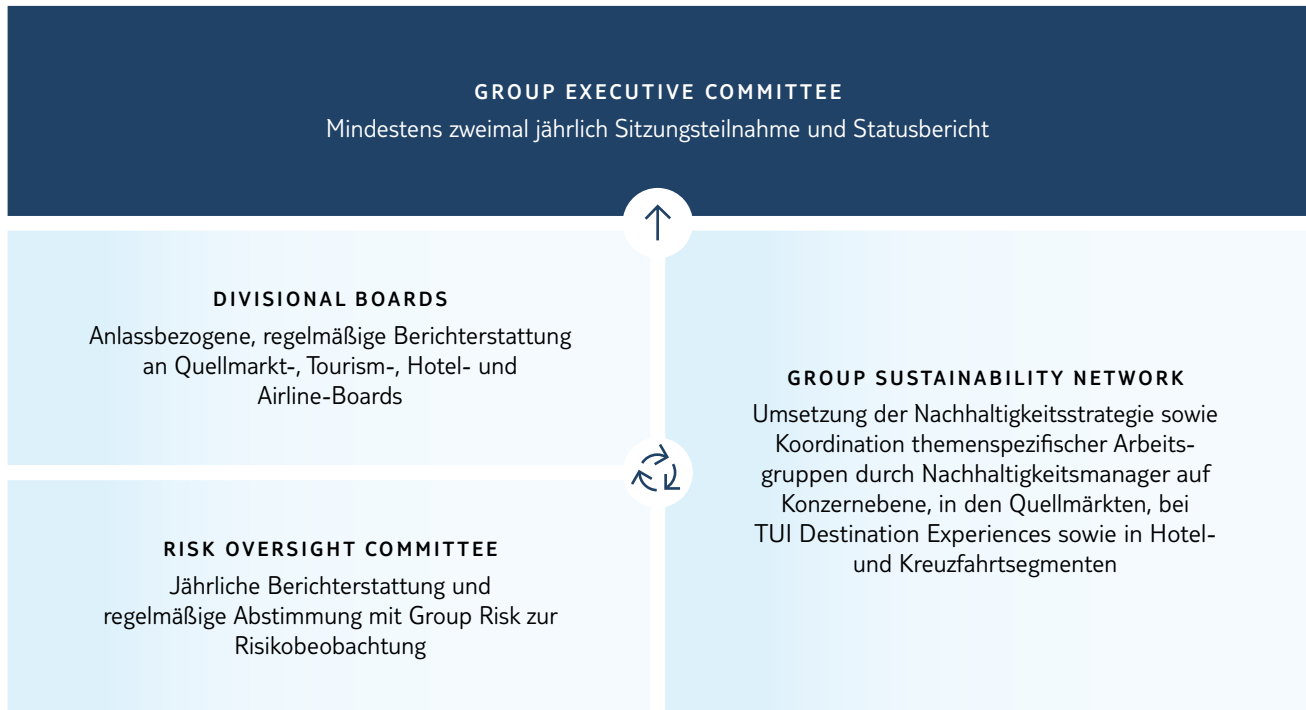 GROUP EXECUTIVE COMMITTEE
Mindestens zweimal jährlich Sitzungsteilnahme und Statusbericht
DIVISIONAL BOARDS
Anlassbezogene, regelmäßige Berichterstattung
an Quellmarkt-, Tourism-, Hotel- und
Airline-Boards
RISK OVERSIGHT COMMITTEE
Jährliche Berichterstattung und
regelmäßige Abstimmung mit Group Risk zur
Risikobeobachtung
GROUP SUSTAINABILITY NETWORK
Umsetzung der Nachhaltigkeitsstrategie sowie
Koordination themenspezifischer Arbeits-
gruppen durch Nachhaltigkeitsmanager auf
Konzernebene, in den Quellmärkten, bei
TUI Destination Experiences sowie in Hotel-
und Kreuzfahrtsegmenten